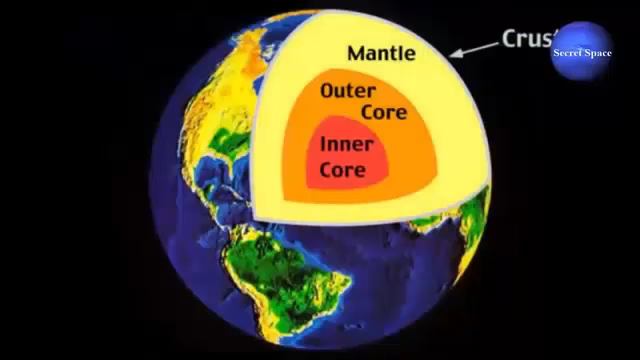 Mantle
Crust
Secret Space
Outer
Core
Inner
Core